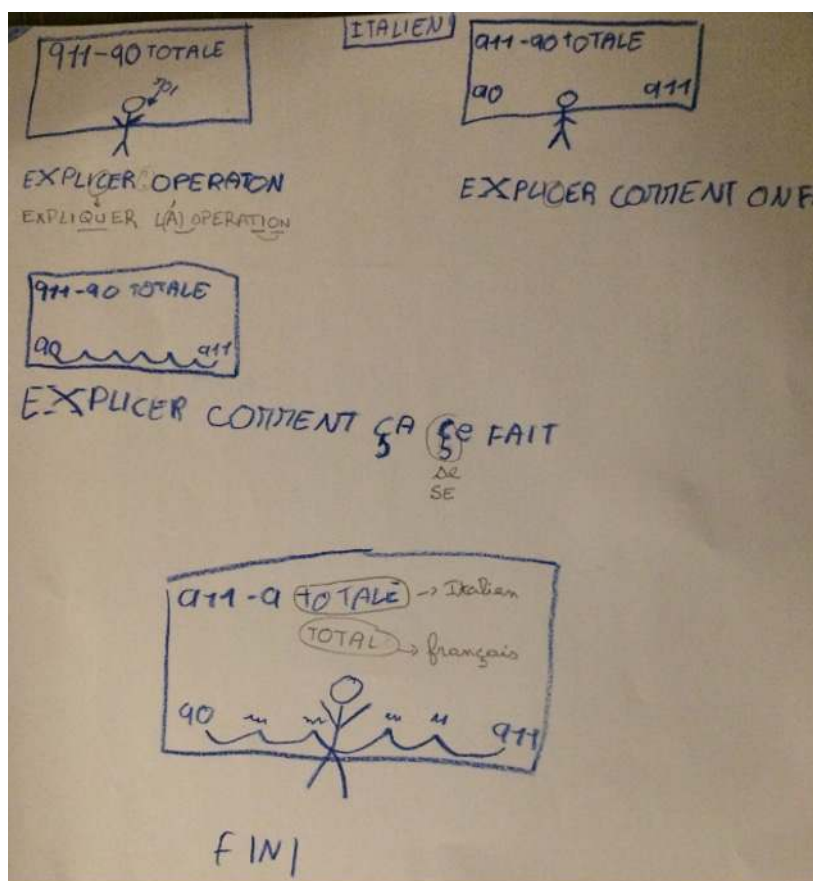 911-90 TOTALE
EXPLICER OPERATON
EXPLIQUER L'(A) OPERATION
ITALIEN
911-90 TOTALE
90 911
EXPLICER COMMENT ON F
911-90 TOTALE
90 911
EXPLICER COMMENT ÇA Çe FAIT
se
SE
911-9 TOTALE → Italien
TOTAL → français
90 911
FINI